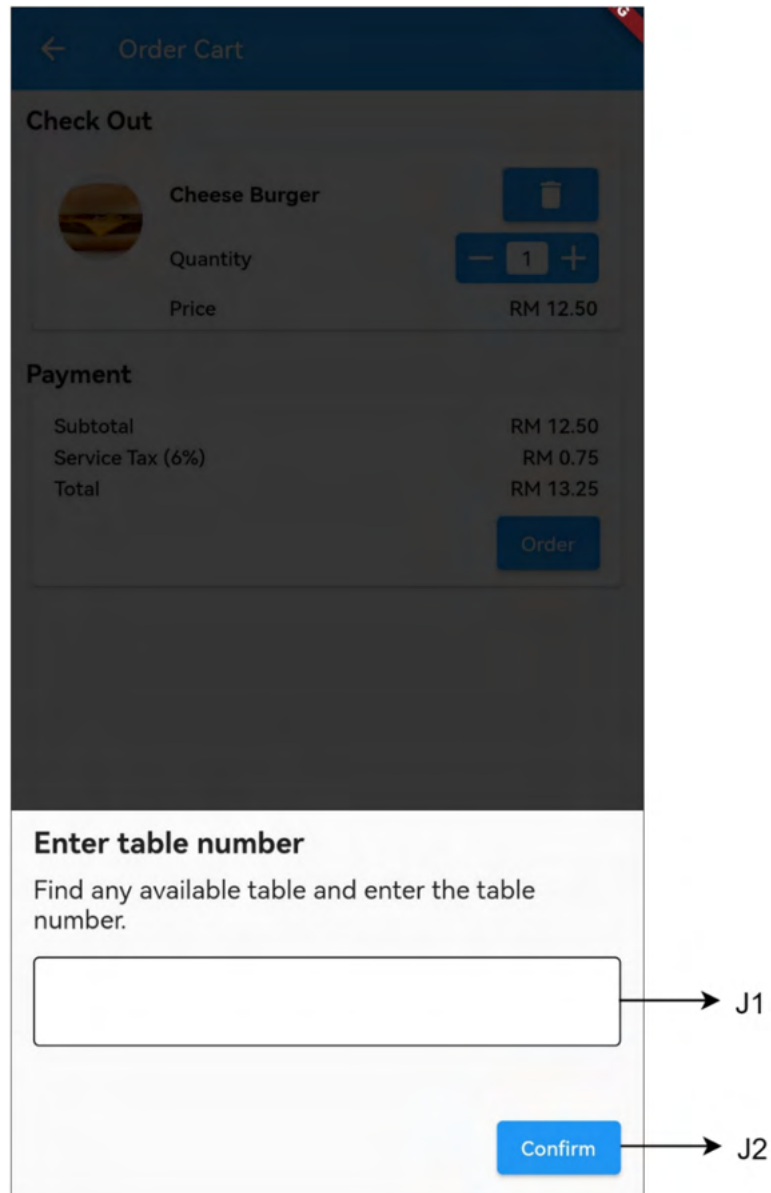 Order Cart
Check Out
Cheese Burger
Quantity
1
Price RM 12.50
Payment
Subtotal RM 12.50
Service Tax (6%) RM 0.75
Total RM 13.25
Order
Enter table number
Find any available table and enter the table
number.
J1
Confirm
J2